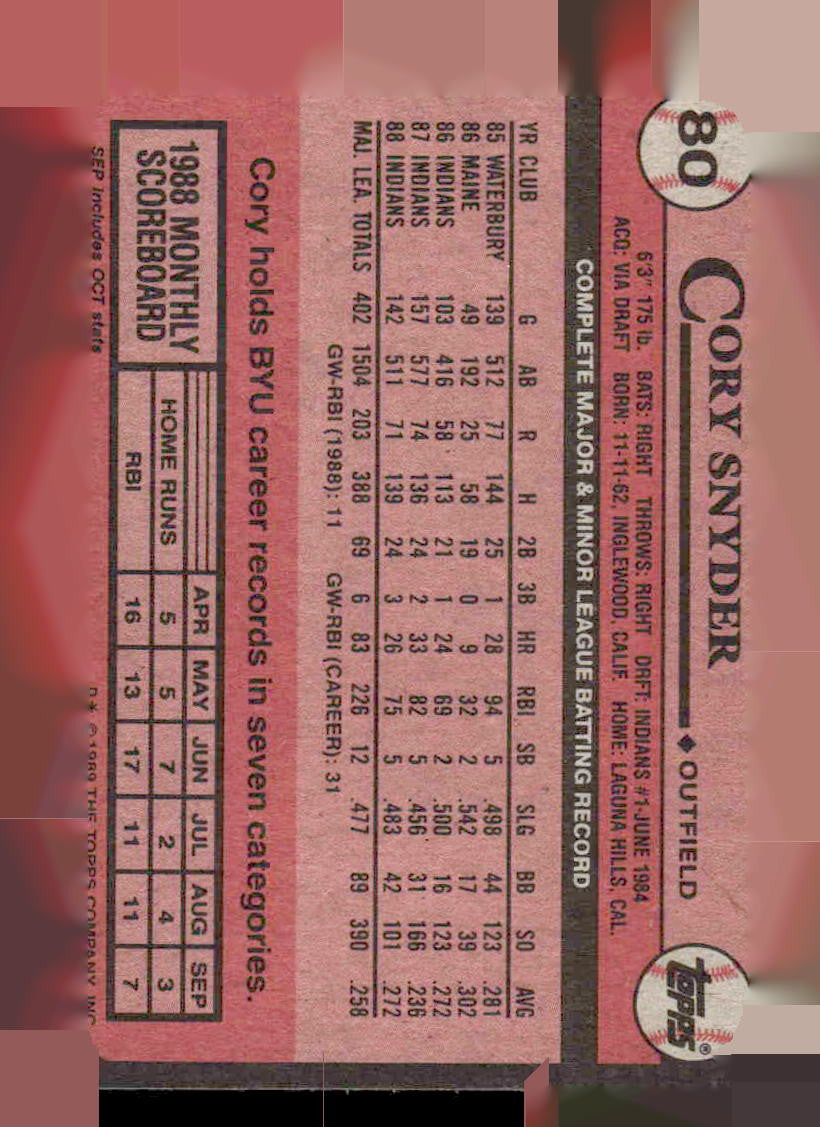 80
CORY SNYDER ◆ OUTFIELD
TOPPS®
6'3" 175 lb. BATS: RIGHT THROWS: RIGHT DRFT: INDIANS #1-JUNE 1984
ACQ: VIA DRAFT BORN: 11-11-62, INGLEWOOD, CALIF. HOME: LAGUNA HILLS, CAL.
COMPLETE MAJOR & MINOR LEAGUE BATTING RECORD
YR CLUB G AB R H 2B 3B HR RBI SB SLG BB SO AVG
85 WATERBURY 139 512 77 144 25 1 28 94 5 .498 44 123 .281
86 MAINE 49 192 25 58 19 0 9 32 2 .542 17 39 .302
86 INDIANS 103 416 58 113 21 1 24 69 2 .500 16 123 .272
87 INDIANS 157 577 74 136 24 2 33 82 5 .456 31 166 .236
88 INDIANS 142 511 71 139 24 3 26 75 5 .483 42 101 .272
MAJ. LEA. TOTALS 402 1504 203 388 69 6 83 226 12 .477 89 390 .258
GW-RBI (1988): 11 GW-RBI (CAREER): 31
Cory holds BYU career records in seven categories.
1988 MONTHLY
SCOREBOARD
APR MAY JUN JUL AUG SEP
HOME RUNS 5 5 7 2 4 3
RBI 16 13 17 11 11 7
SEP includes OCT stats
©1989 THE TOPPS COMPANY, INC